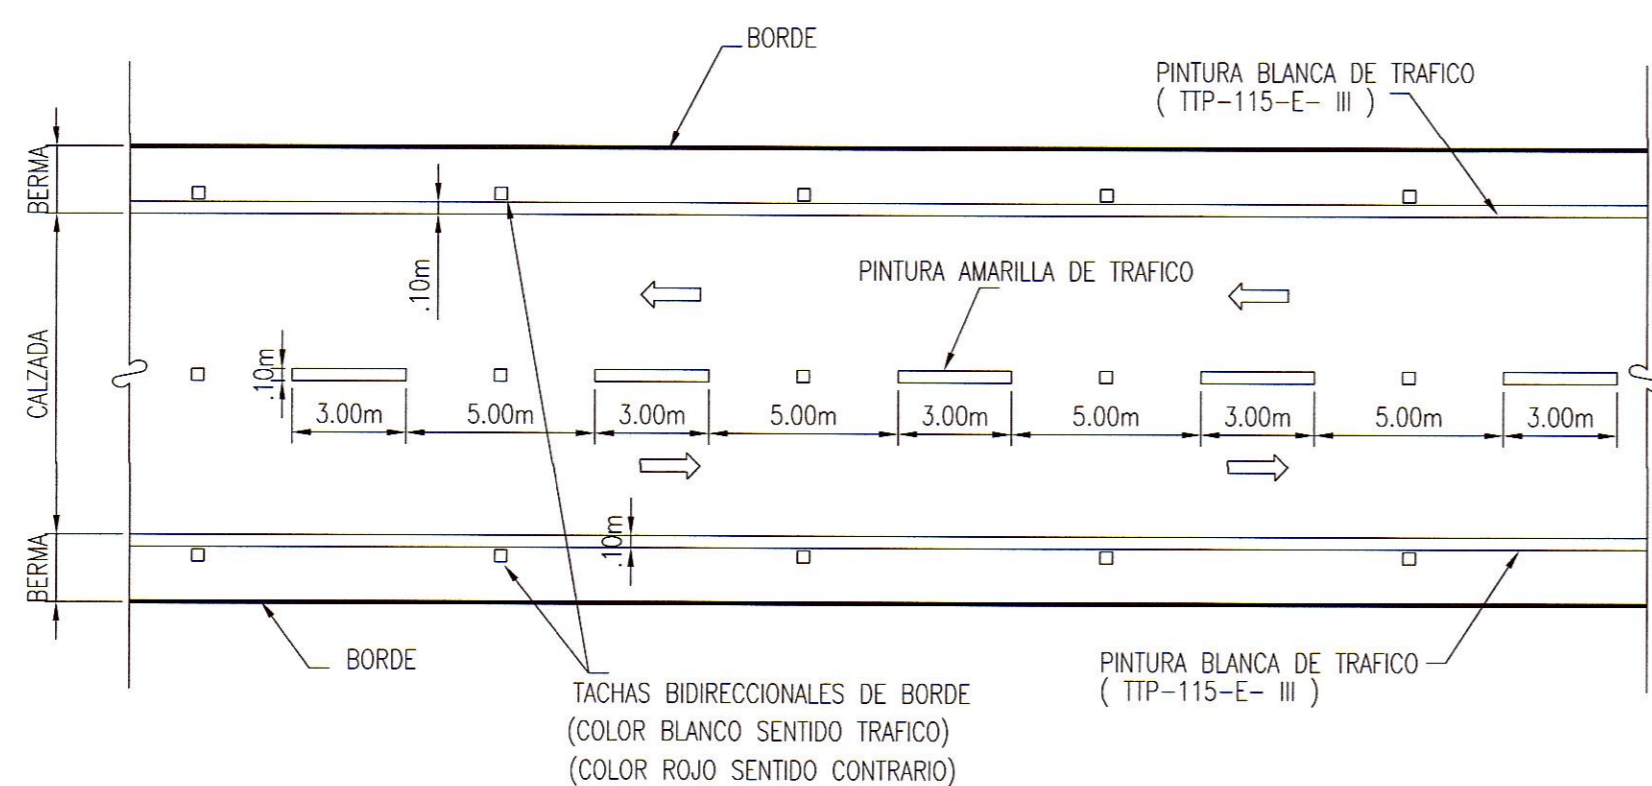 BORDE
PINTURA BLANCA DE TRAFICO
( TTP-115-E- III )
BERMA
.10m
PINTURA AMARILLA DE TRAFICO
CALZADA
.10m
3.00m
5.00m
3.00m
5.00m
3.00m
5.00m
3.00m
5.00m
3.00m
BERMA
.10m
BORDE
PINTURA BLANCA DE TRAFICO
( TTP-115-E- III )
TACHAS BIDIRECCIONALES DE BORDE
(COLOR BLANCO SENTIDO TRAFICO)
(COLOR ROJO SENTIDO CONTRARIO)